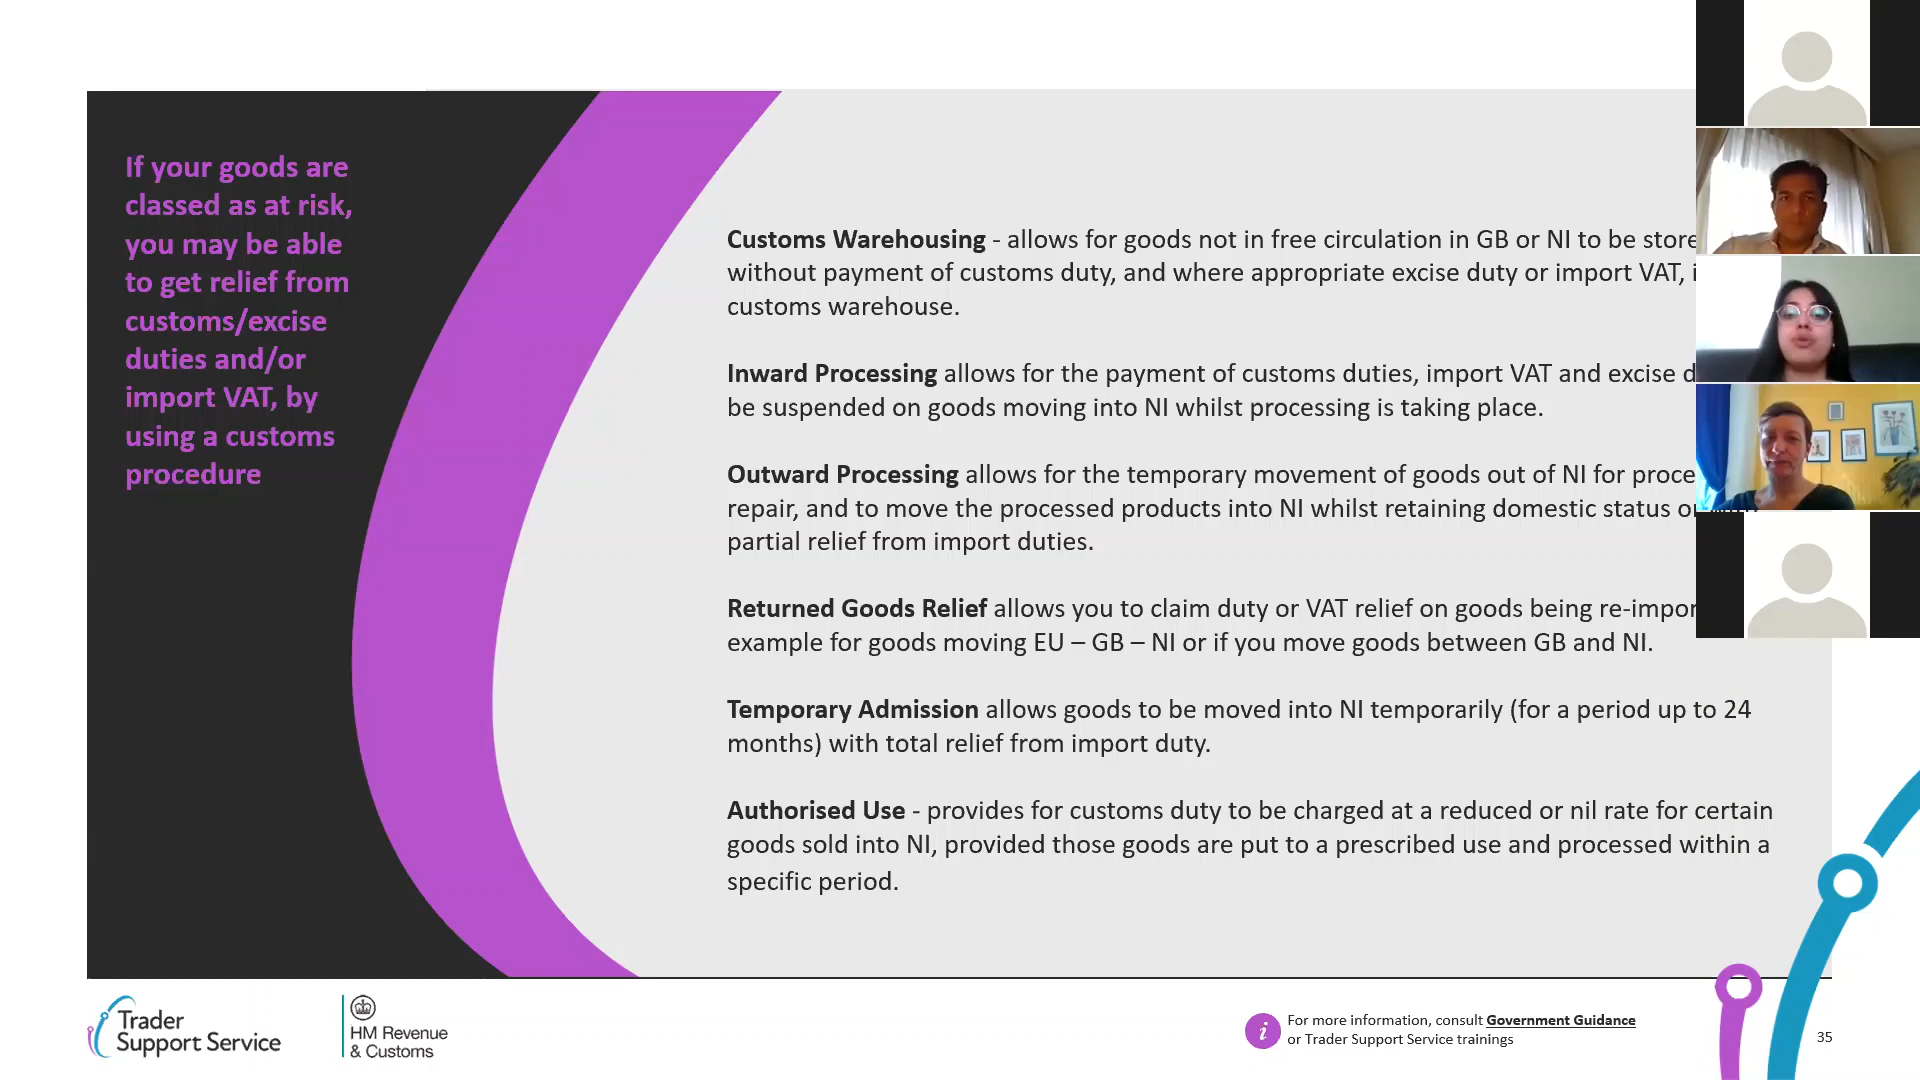 If your goods are
classed as at risk,
you may be able
to get relief from
customs/excise
duties and/or
import VAT, by
using a customs
procedure
Customs Warehousing - allows for goods not in free circulation in GB or NI to be store
without payment of customs duty, and where appropriate excise duty or import VAT,
customs warehouse.
Inward Processing allows for the payment of customs duties, import VAT and excise d
be suspended on goods moving into NI whilst processing is taking place.
Outward Processing allows for the temporary movement of goods out of NI for proce
repair, and to move the processed products into NI whilst retaining domestic status
partial relief from import duties.
Returned Goods Relief allows you to claim duty or VAT relief on goods being re-impor
example for goods moving EU – GB – NI or if you move goods between GB and NI.
Temporary Admission allows goods to be moved into NI temporarily (for a period up to 24
months) with total relief from import duty.
Authorised Use - provides for customs duty to be charged at a reduced or nil rate for certain
goods sold into NI, provided those goods are put to a prescribed use and processed within a
specific period.
Trader
Support Service
HM Revenue
& Customs
i
For more information, consult Government Guidance
or Trader Support Service trainings
35